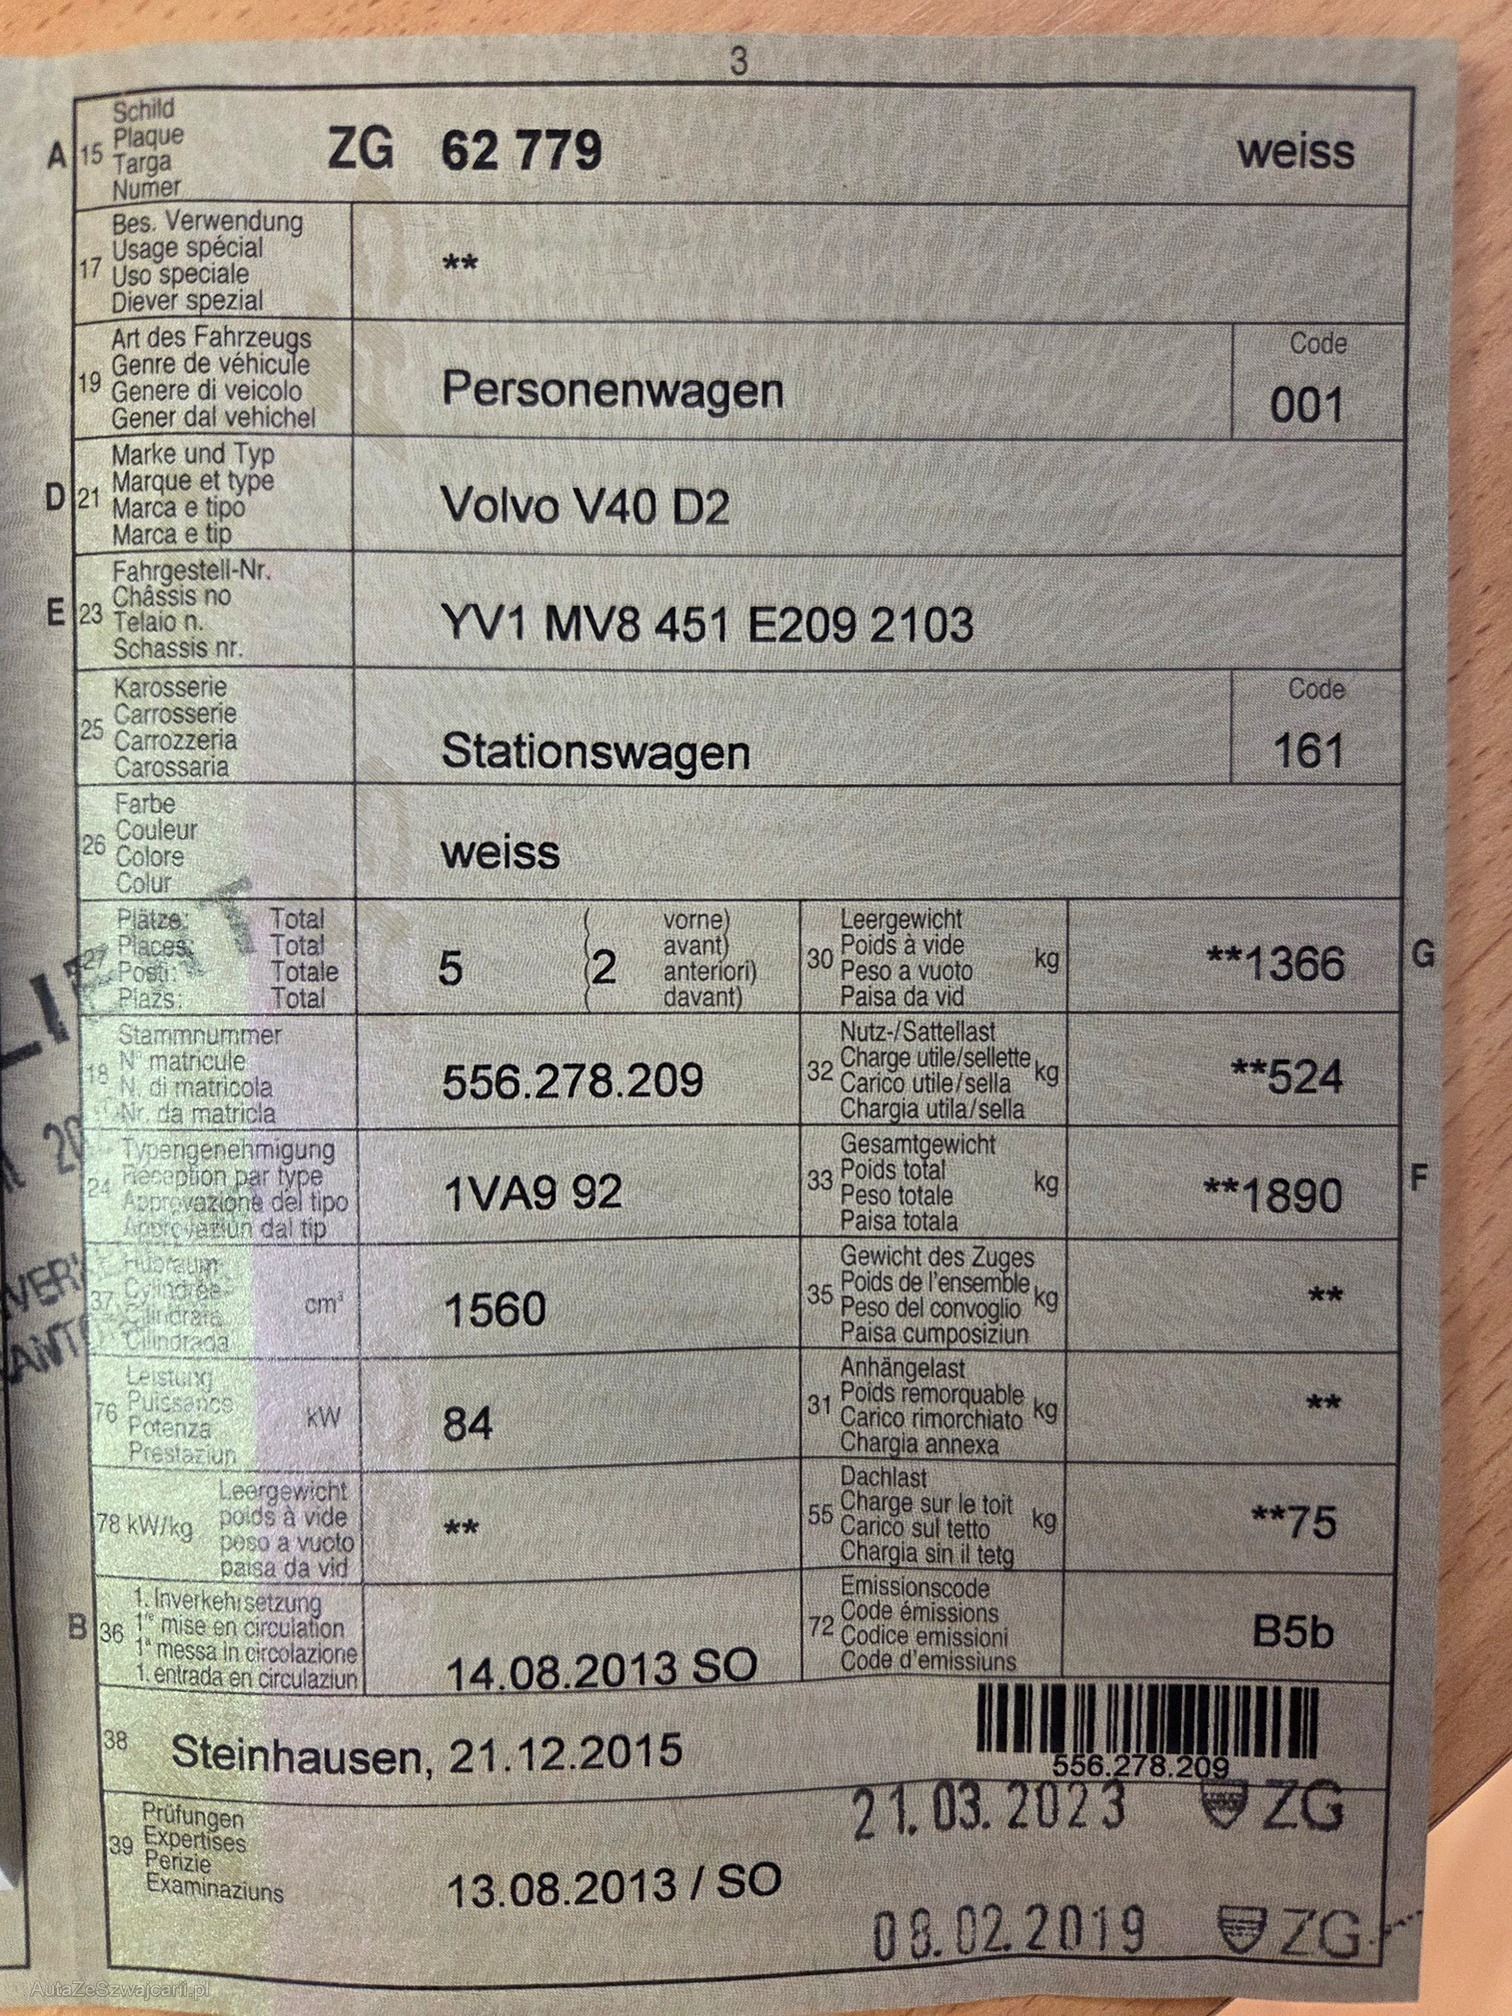 3
A 15 Schild
Plaque
Targa
Numer
ZG 62 779 weiss
17 Bes. Verwendung
Usage spécial
Uso speciale
Diever spezial
**
19 Art des Fahrzeugs
Genre de véhicule
Genere di veicolo
Gener dal vehichel
Personenwagen
Code
001
D 21 Marke und Typ
Marque et type
Marca e tipo
Marca e tip
Volvo V40 D2
E 23 Fahrgestell-Nr.
Châssis no
Telaio n.
Schassis nr.
YV1 MV8 451 E209 2103
25 Karosserie
Carrosserie
Carrozzeria
Carossaria
Stationswagen
Code
161
26 Farbe
Couleur
Colore
Colur
weiss
27 Plätze: Total
Places: Total
Posti: Totale
Plazs: Total
5 (2 vorne)
avant)
anteriori)
davant)
30 Leergewicht
Poids à vide
Peso a vuoto
Paisa da vid
kg
**1366 G
18 Stammnummer
N° matricule
N. di matricola
Nr. da matricla
556.278.209
32 Nutz-/Sattellast
Charge utile/sellette
Carico utile/sella
Chargia utila/sella
kg
**524
24 Typengenehmigung
Réception par type
Approvazione del tipo
Approvaziun dal tip
1VA9 92
33 Gesamtgewicht
Poids total
Peso totale
Paisa totala
kg
**1890 F
37 Hubraum
Cylindrée
Cilindrata
Cilindrada
cm³
1560
35 Gewicht des Zuges
Poids de l'ensemble
Peso del convoglio
Paisa cumposiziun
kg
**
76 Leistung
Puissance
Potenza
Prestaziun
kW
84
31 Anhängelast
Poids remorquable
Carico rimorchiato
Chargia annexa
kg
**
78 kW/kg Leergewicht
poids à vide
peso a vuoto
paisa da vid
**
55 Dachlast
Charge sur le toit
Carico sul tetto
Chargia sin il tetg
kg
**75
B 36 1. Inverkehrsetzung
1re mise en circulation
1a messa in circolazione
1. entrada en circulaziun
14.08.2013 SO
72 Emissionscode
Code émissions
Codice emissioni
Code d'emissiuns
B5b
38 Steinhausen, 21.12.2015
556.278.209
21.03.2023 ZG
39 Prüfungen
Expertises
Perizie
Examinaziuns
13.08.2013 / SO
08.02.2019 ZG
AutaZeSzwajcarii.pl